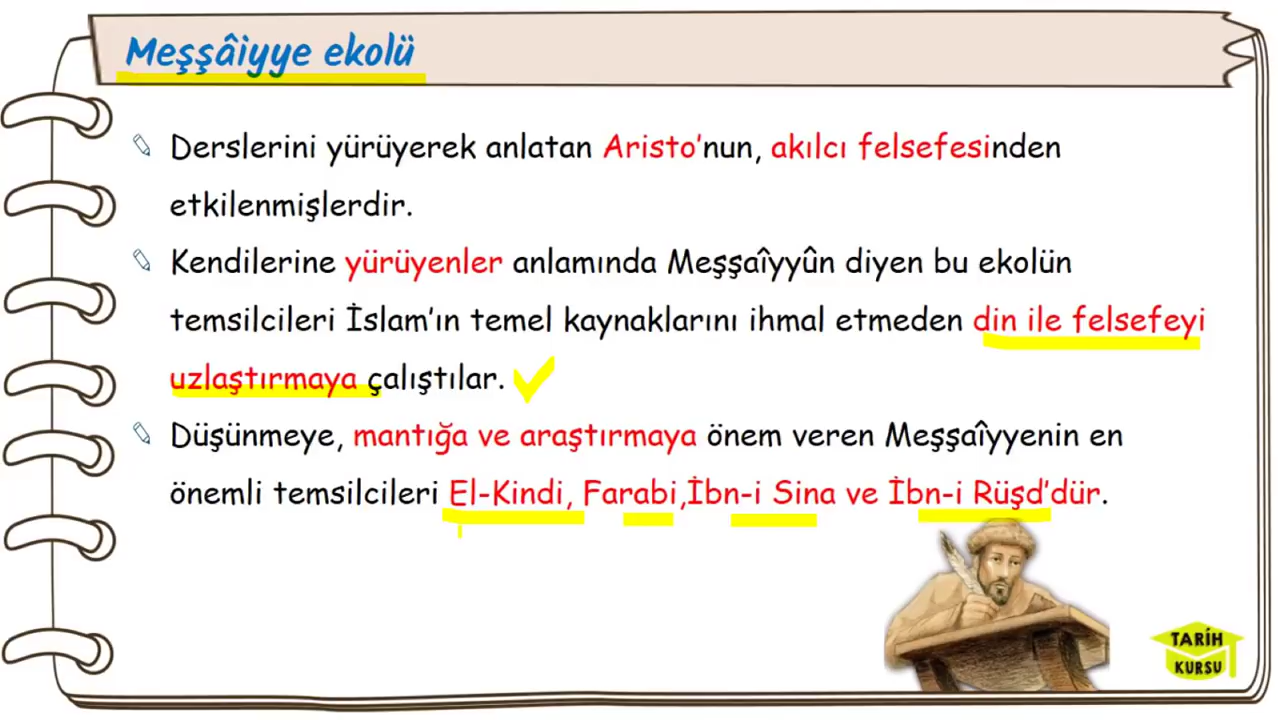 Meşşâiyye ekolü
Derslerini yürüyerek anlatan Aristo'nun, akılcı felsefesinden
etkilenmişlerdir.
Kendilerine yürüyenler anlamında Meşşaîyyûn diyen bu ekolün
temsilcileri İslam'ın temel kaynaklarını ihmal etmeden din ile felsefeyi
uzlaştırmaya çalıştılar.
Düşünmeye, mantığa ve araştırmaya önem veren Meşşaîyyenin en
önemli temsilcileri El-Kindi, Farabi,İbn-i Sina ve İbn-i Rüşd'dür.
TARİH
KURSU